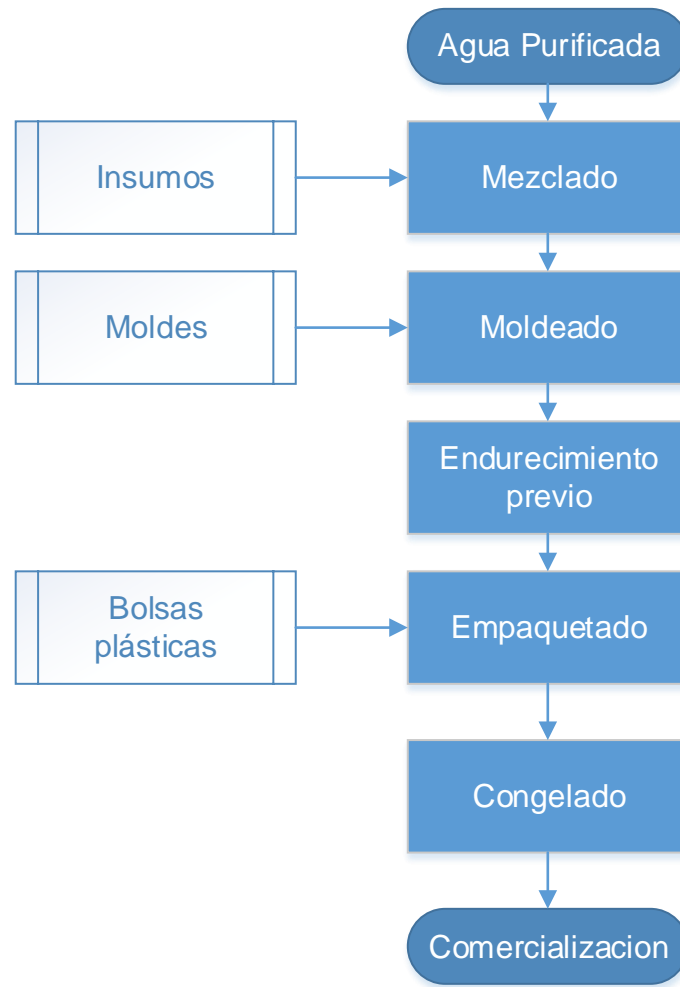 Agua Purificada
Insumos
Mezclado
Moldes
Moldeado
Endurecimiento
previo
Bolsas
plásticas
Empaquetado
Congelado
Comercializacion